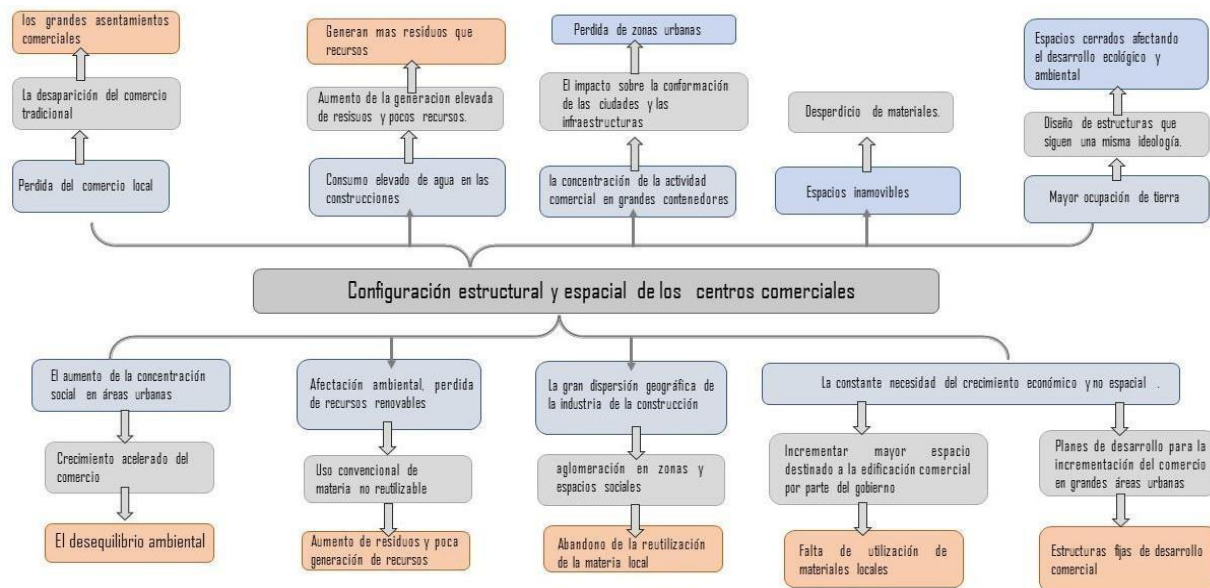 los grandes asentamientos
comerciales
La desaparición del comercio
tradicional
Perdida del comercio local
Generan mas residuos que
recursos
Aumento de la generacion elevada
de resisuos y pocos recursos.
Consumo elevado de agua en las
construcciones
Perdida de zonas urbanas
El impacto sobre la conformación
de las ciudades y las
infraestructuras
la concentración de la actividad
comercial en grandes contenedores
Desperdicio de materiales.
Espacios inamovibles
Espacios cerrados afectando
el desarrollo ecológico y
ambiental
Diseño de estructuras que
siguen una misma ideología.
Mayor ocupación de tierra
Configuración estructural y espacial de los centros comerciales
El aumento de la concentración
social en áreas urbanas
Crecimiento acelerado del
comercio
El desequilibrio ambiental
Afectación ambiental, perdida
de recursos renovables
Uso convencional de
materia no reutilizable
Aumento de residuos y poca
generación de recursos
La gran dispersión geográfica de
la industria de la construcción
aglomeración en zonas y
espacios sociales
Abandono de la reutilización
de la materia local
La constante necesidad del crecimiento económico y no espacial .
Incrementar mayor espacio
destinado a la edificación comercial
por parte del gobierno
Falta de utilización de
materiales locales
Planes de desarrollo para la
incrementación del comercio
en grandes áreas urbanas
Estructuras fijas de desarrollo
comercial